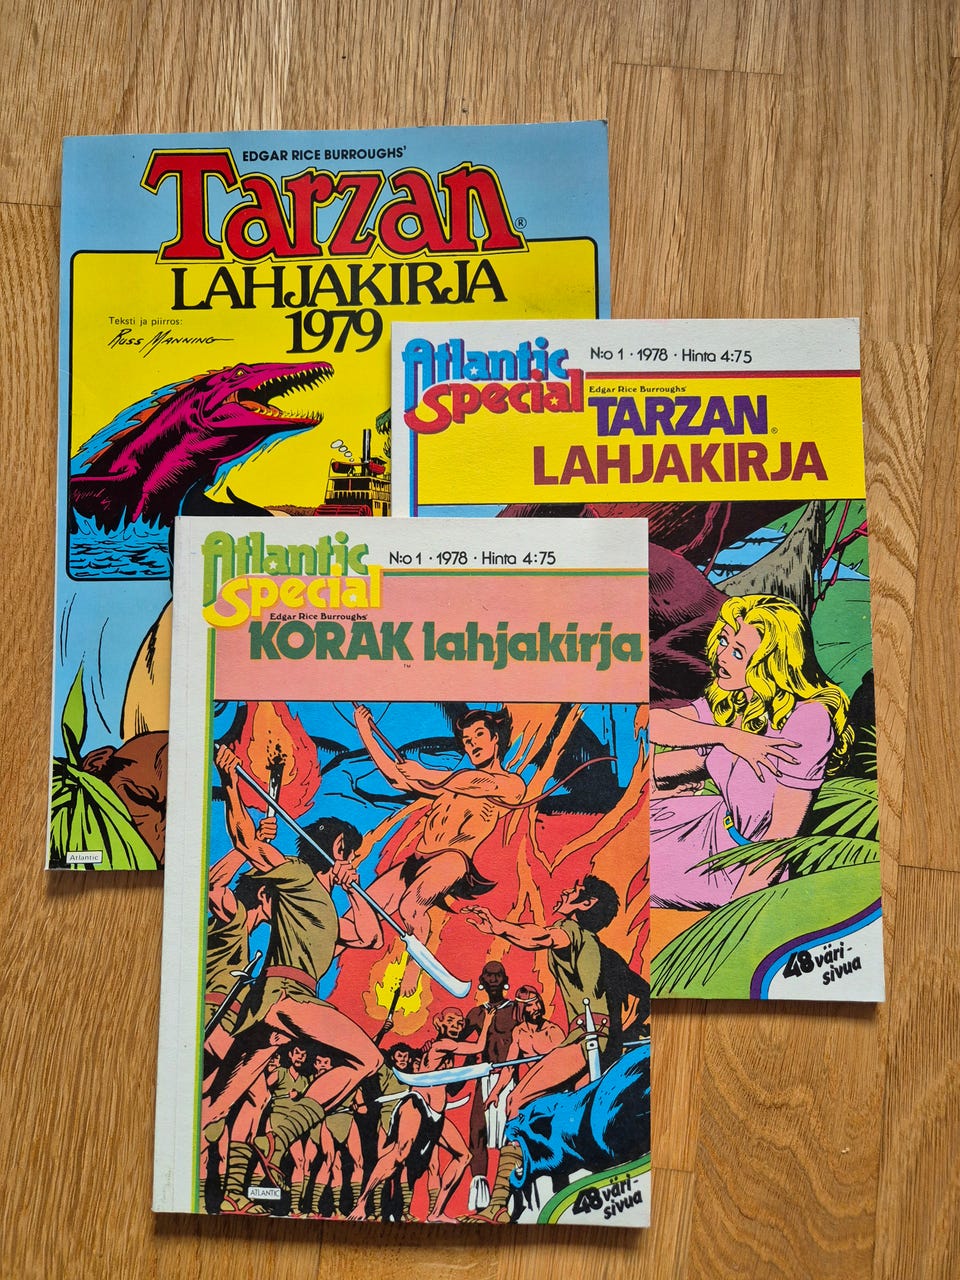 EDGAR RICE BURROUGHS'
Tarzan®
LAHJAKIRJA
1979
Teksti ja piirros:
Russ Manning
Atlantic
Atlantic
Special
N:o 1 · 1978 · Hinta 4:75
Edgar Rice Burroughs'
TARZAN®
LAHJAKIRJA
48 väri-
sivua
Atlantic
Special
N:o 1 · 1978 · Hinta 4:75
Edgar Rice Burroughs'
KORAK™ lahjakirja
ATLANTIC
48 väri-
sivua